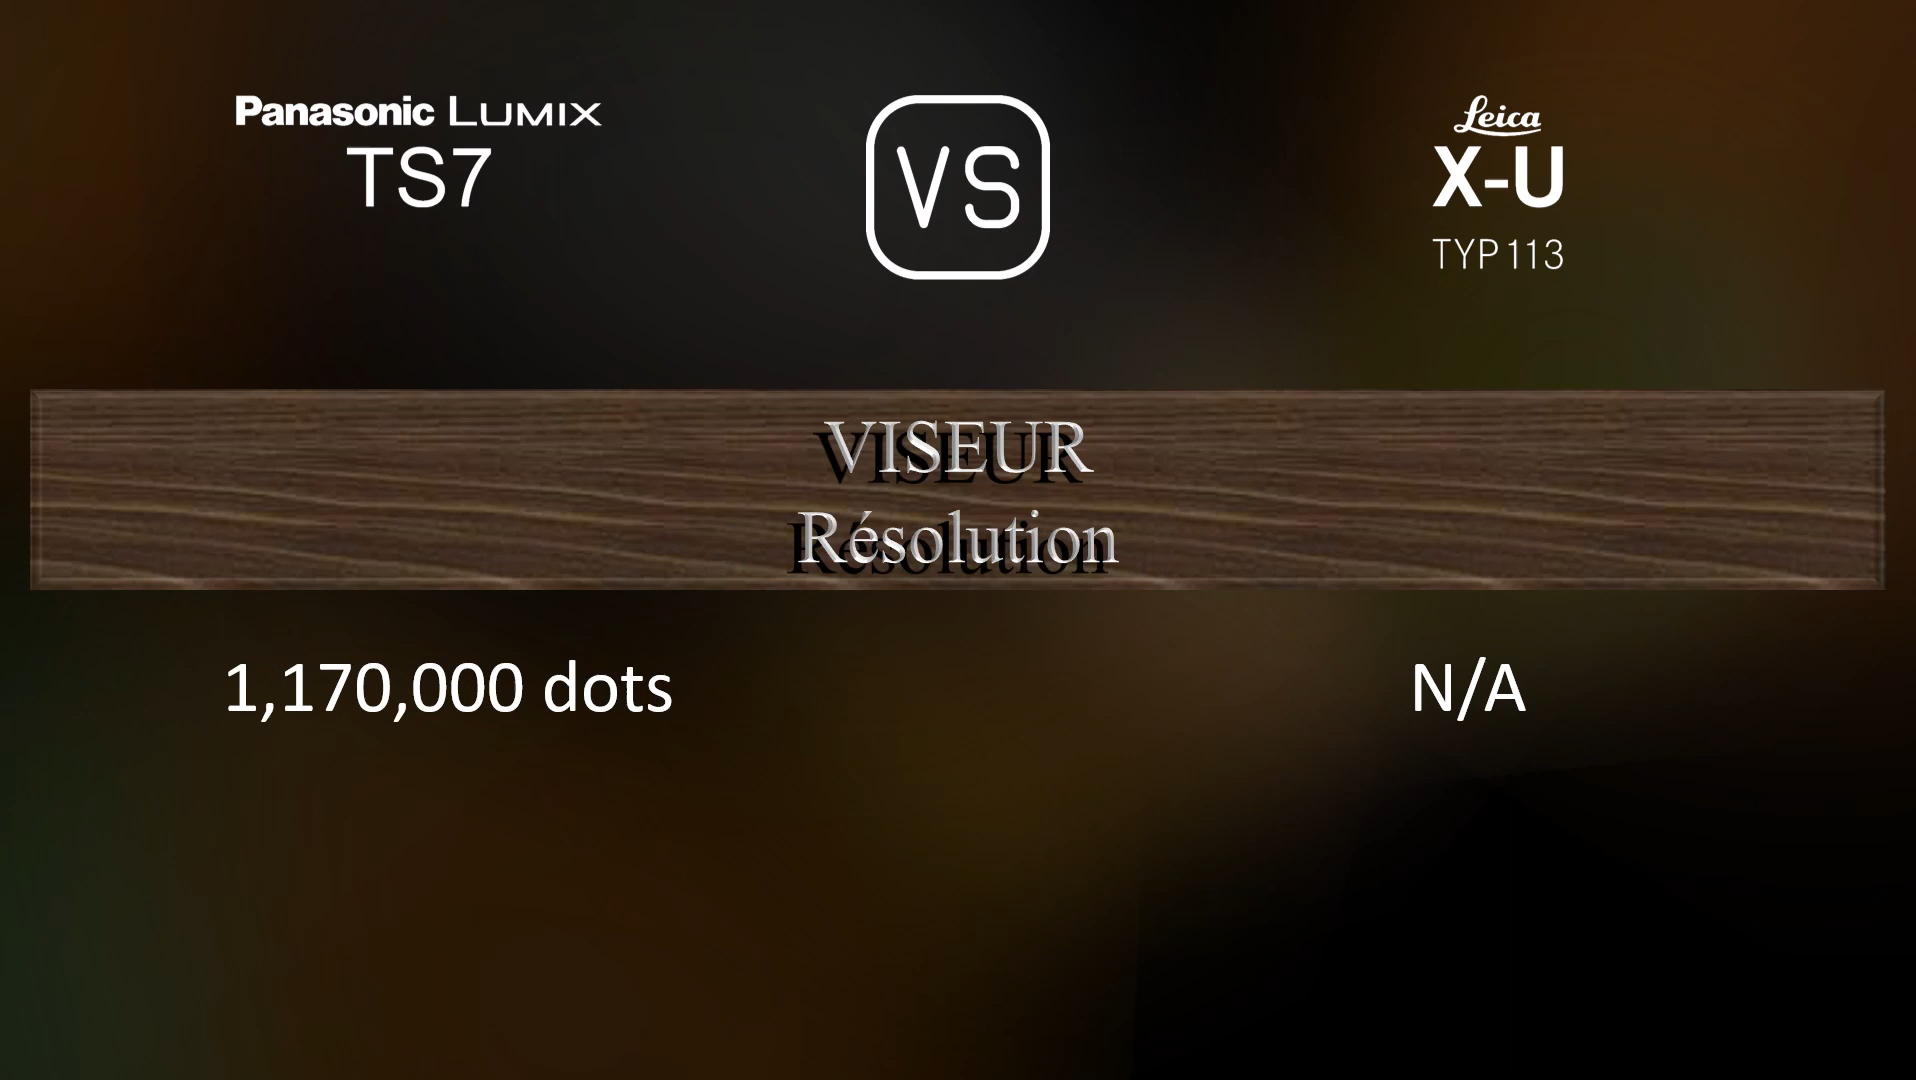 Panasonic LUMIX
TS7
VS
Leica
X-U
TYP 113
VISEUR
Résolution
1,170,000 dots
N/A